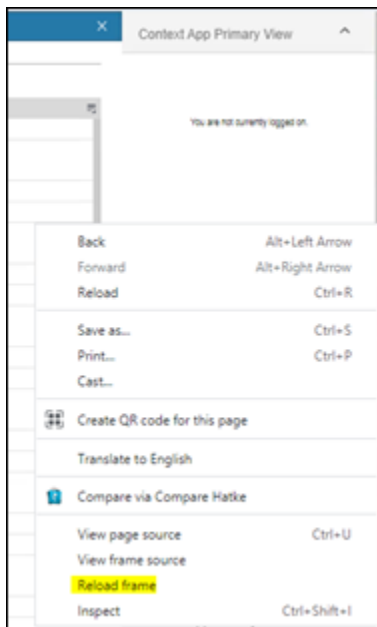 Context App Primary View
You are not currently logged on.
Back Alt+Left Arrow
Forward Alt+Right Arrow
Reload Ctrl+R
Save as... Ctrl+S
Print... Ctrl+P
Cast...
Create QR code for this page
Translate to English
Compare via Compare Hatke
View page source Ctrl+U
View frame source
Reload frame
Inspect Ctrl+Shift+I